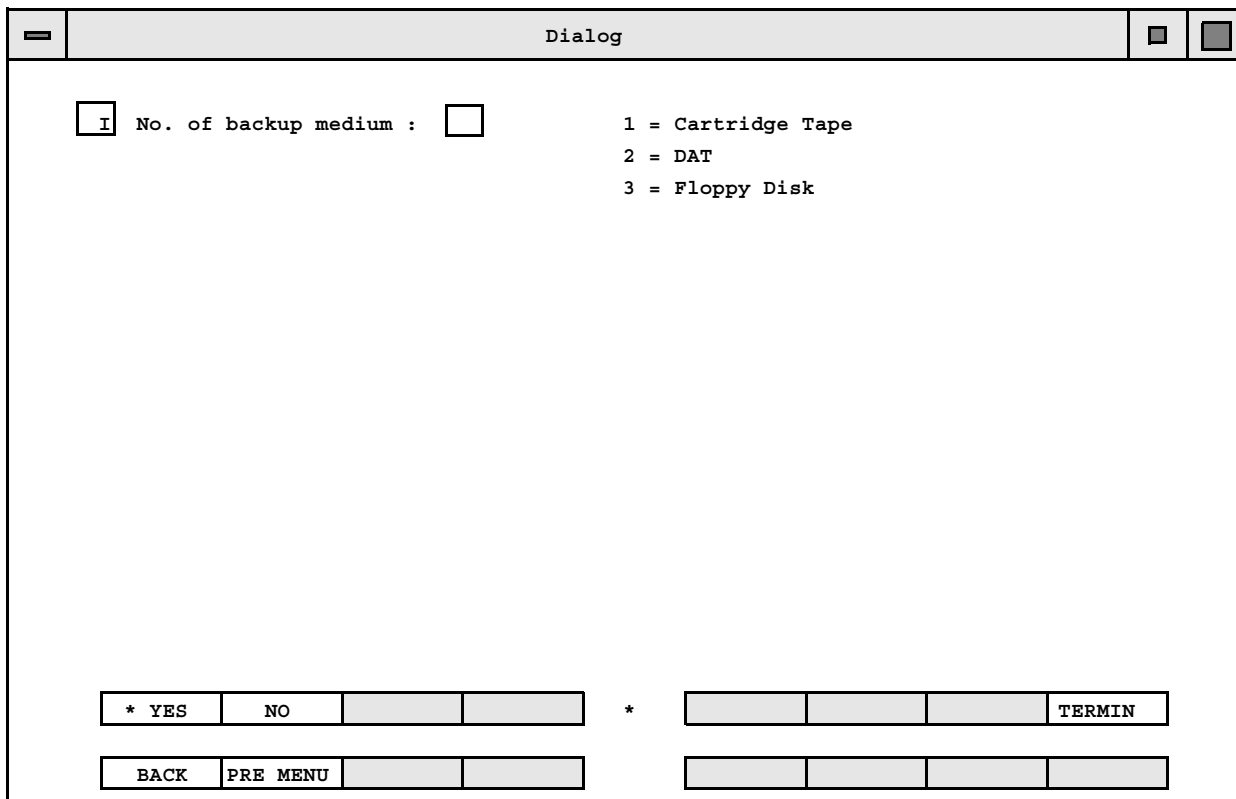 Dialog
I No. of backup medium : 1 = Cartridge Tape
2 = DAT
3 = Floppy Disk
* YES NO * TERMIN
BACK PRE MENU